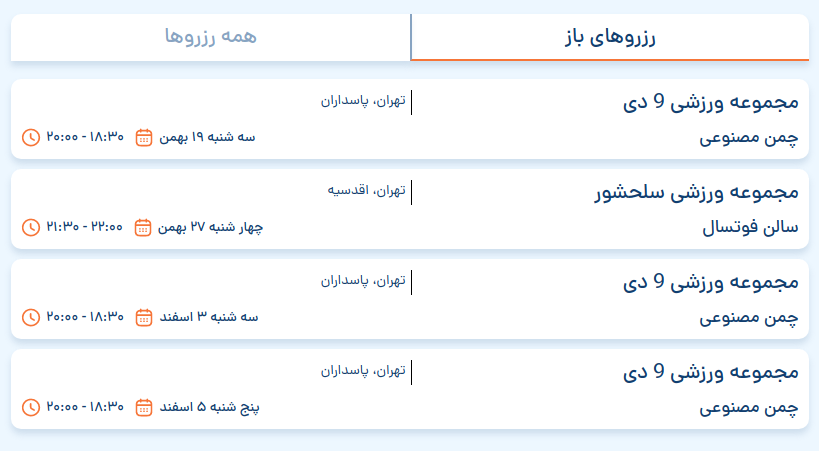 رزروهای باز
همه رزروها
مجموعه ورزشی 9 دی
تهران، پاسداران
چمن مصنوعی
سه شنبه ۱۹ بهمن
۱۸:۳۰ - ۲۰:۰۰
مجموعه ورزشی سلحشور
تهران، اقدسیه
سالن فوتسال
چهار شنبه ۲۷ بهمن
۲۲:۰۰ - ۲۱:۳۰
مجموعه ورزشی 9 دی
تهران، پاسداران
چمن مصنوعی
سه شنبه ۳ اسفند
۱۸:۳۰ - ۲۰:۰۰
مجموعه ورزشی 9 دی
تهران، پاسداران
چمن مصنوعی
پنج شنبه ۵ اسفند
۱۸:۳۰ - ۲۰:۰۰